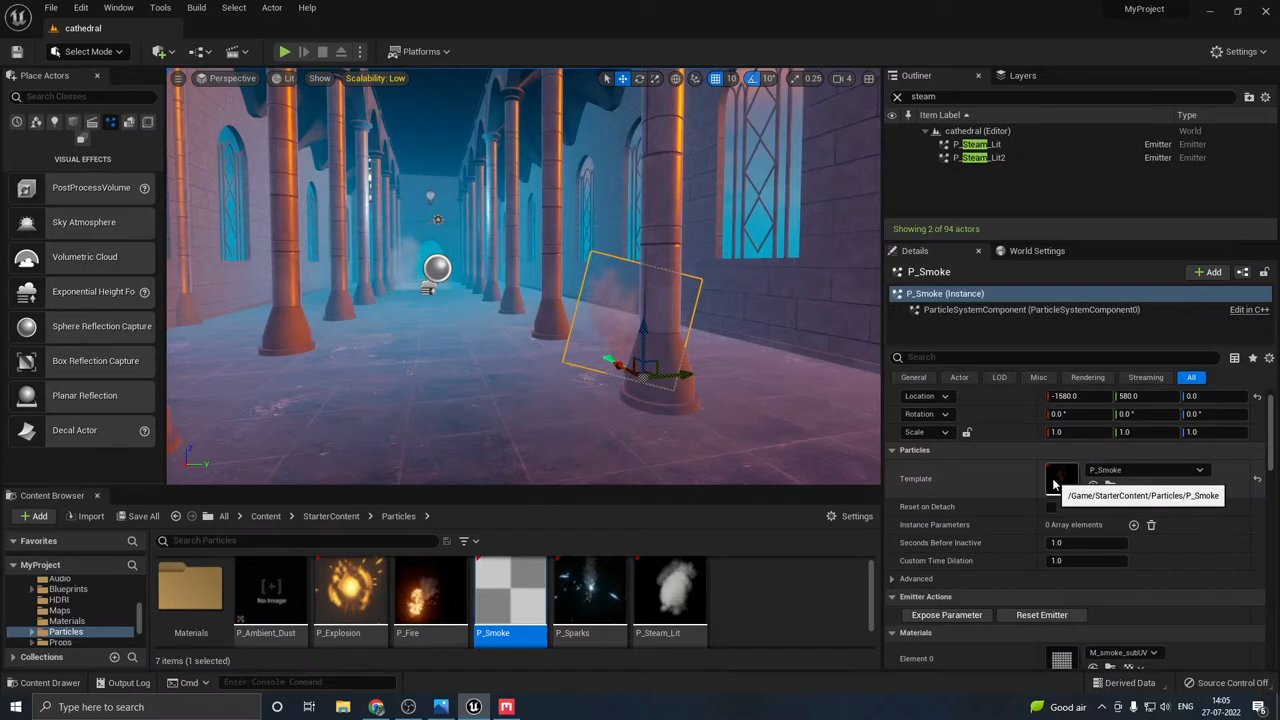 File Edit Window Tools Build Select Actor Help
MyProject
cathedral
Select Mode
Platforms
Settings
Place Actors
Search Classes
VISUAL EFFECTS
PostProcessVolume
Sky Atmosphere
Volumetric Cloud
Exponential Height Fo
Sphere Reflection Capture
Box Reflection Capture
Planar Reflection
Decal Actor
Perspective Lit Show Scalability: Low
10 10° 0.25 4
Outliner Layers
steam
Item Label Type
cathedral (Editor) World
P_Steam_Lit Emitter Emitter
P_Steam_Lit2 Emitter Emitter
Showing 2 of 94 actors
Details World Settings
P_Smoke
Add
P_Smoke (Instance)
ParticleSystemComponent (ParticleSystemComponent0) Edit in C++
Search
General Actor LOD Misc Rendering Streaming All
Location -1580.0 580.0 0.0
Rotation 0.0 ° 0.0 ° 0.0 °
Scale 1.0 1.0 1.0
Particles
Template P_Smoke
/Game/StarterContent/Particles/P_Smoke
Reset on Detach
Instance Parameters 0 Array elements
Seconds Before Inactive 1.0
Custom Time Dilation 1.0
Advanced
Emitter Actions
Expose Parameter Reset Emitter
Materials
Element 0 M_smoke_subUV
Content Browser
Add Import Save All All Content StarterContent Particles Settings
Favorites
Search Particles
MyProject
Audio
Blueprints
HDRI
Maps
Materials
Particles
Props
Collections
Materials P_Ambient_Dust P_Explosion P_Fire P_Smoke P_Sparks P_Steam_Lit
7 items (1 selected)
Content Drawer Output Log Cmd Enter Console Command Derived Data Source Control Off
Type here to search
Good air
14:05
27-07-2022